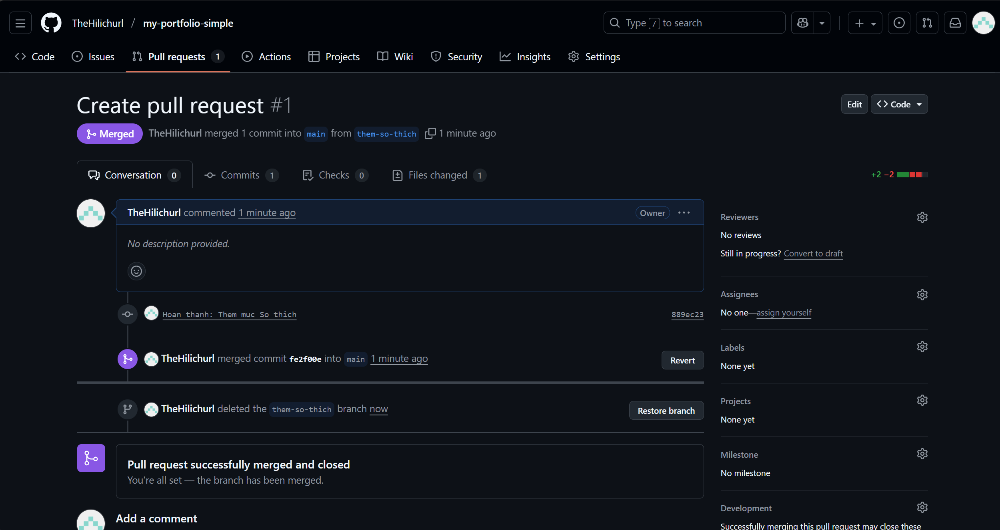 TheHilichurl / my-portfolio-simple
Type / to search
Code Issues Pull requests 1 Actions Projects Wiki Security Insights Settings
Create pull request #1
Edit
Code
Merged
TheHilichurl merged 1 commit into main from them-so-thich 1 minute ago
Conversation 0 Commits 1 Checks 0 Files changed 1
+2 −2
TheHilichurl commented 1 minute ago
Owner
No description provided.
Hoan thanh: Them muc So thich
889ec23
TheHilichurl merged commit fe2f00e into main 1 minute ago
Revert
TheHilichurl deleted the them-so-thich branch now
Restore branch
Pull request successfully merged and closed
You're all set — the branch has been merged.
Add a comment
Reviewers
No reviews
Still in progress? Convert to draft
Assignees
No one—assign yourself
Labels
None yet
Projects
None yet
Milestone
No milestone
Development
Successfully merging this pull request may close these